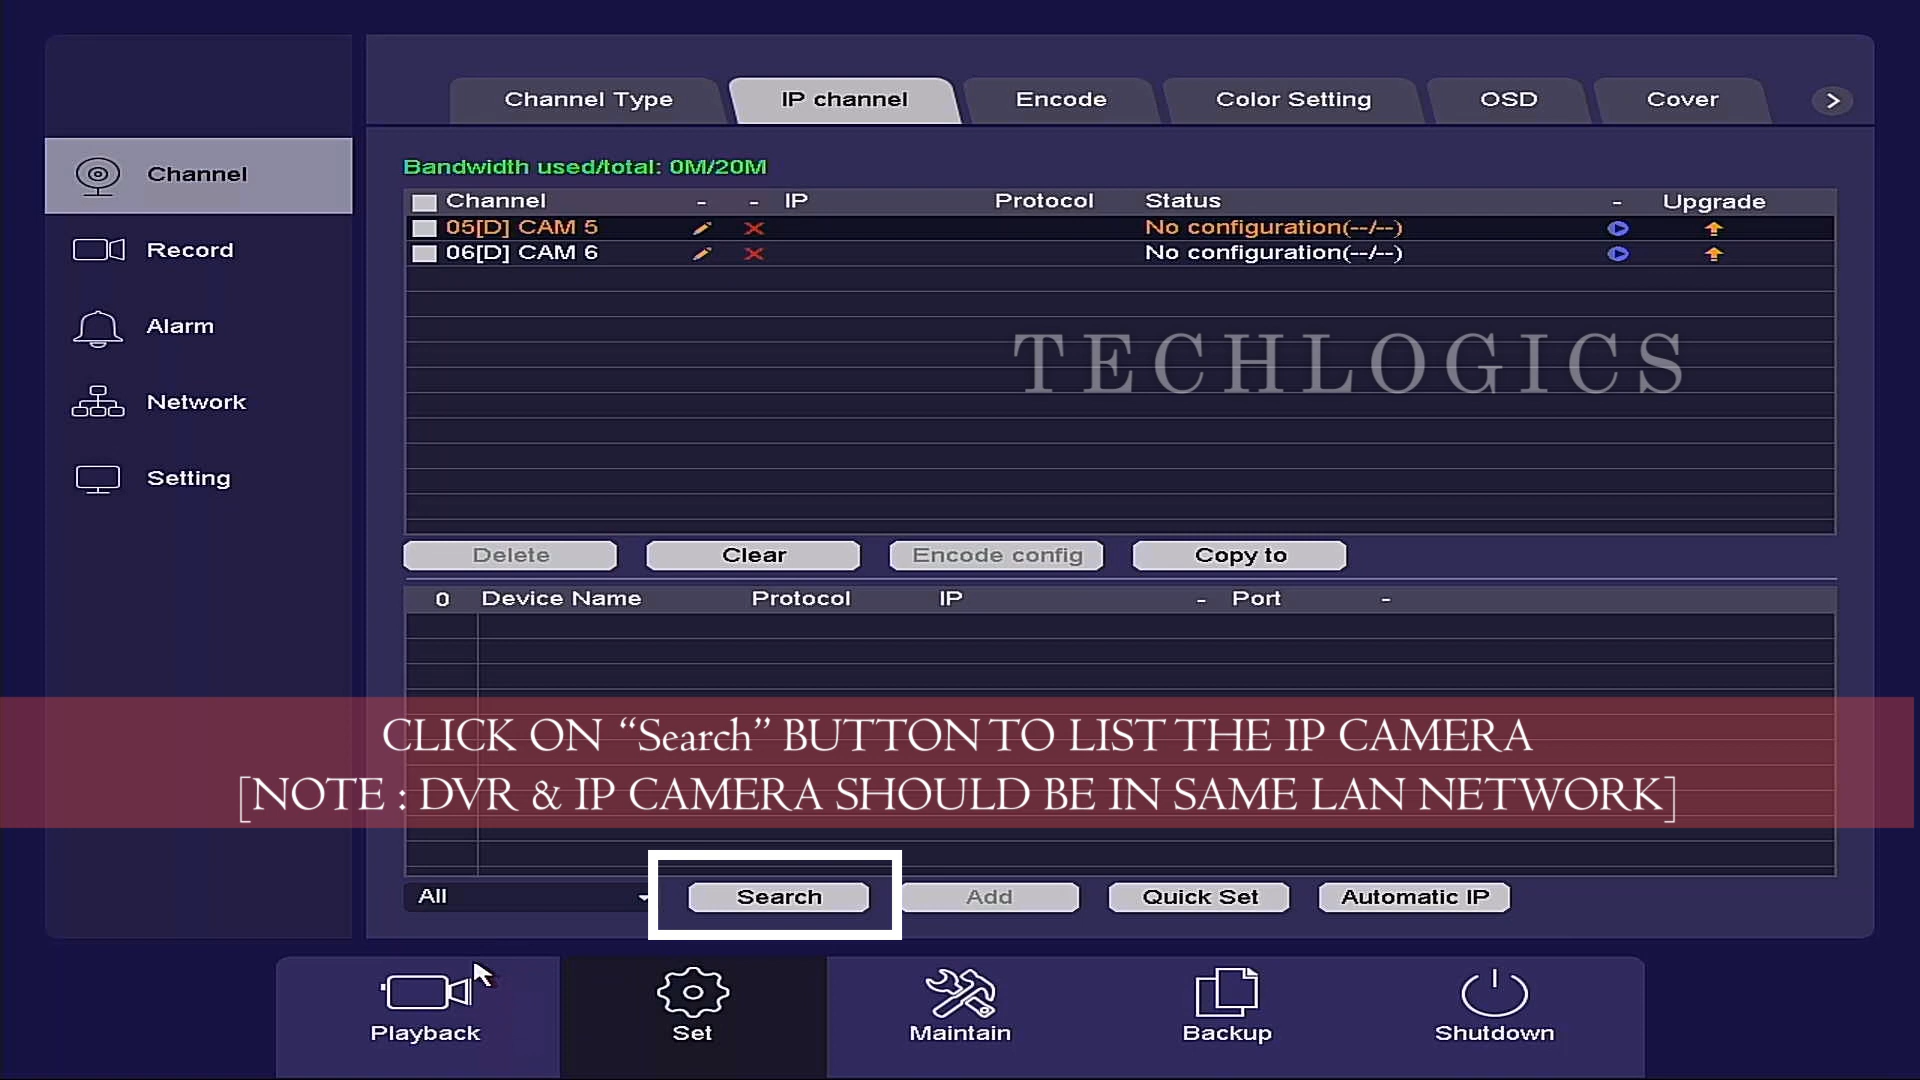 Channel Type IP channel Encode Color Setting OSD Cover >
Channel
Record
Alarm
Network
Setting
Bandwidth used/total: 0M/20M
Channel - - IP Protocol Status - Upgrade
05[D] CAM 5 No configuration(--/--)
06[D] CAM 6 No configuration(--/--)
TECHLOGICS
Delete Clear Encode config Copy to
0 Device Name Protocol IP - Port -
CLICK ON “Search” BUTTON TO LIST THE IP CAMERA
[NOTE : DVR & IP CAMERA SHOULD BE IN SAME LAN NETWORK]
All Search Add Quick Set Automatic IP
Playback Set Maintain Backup Shutdown